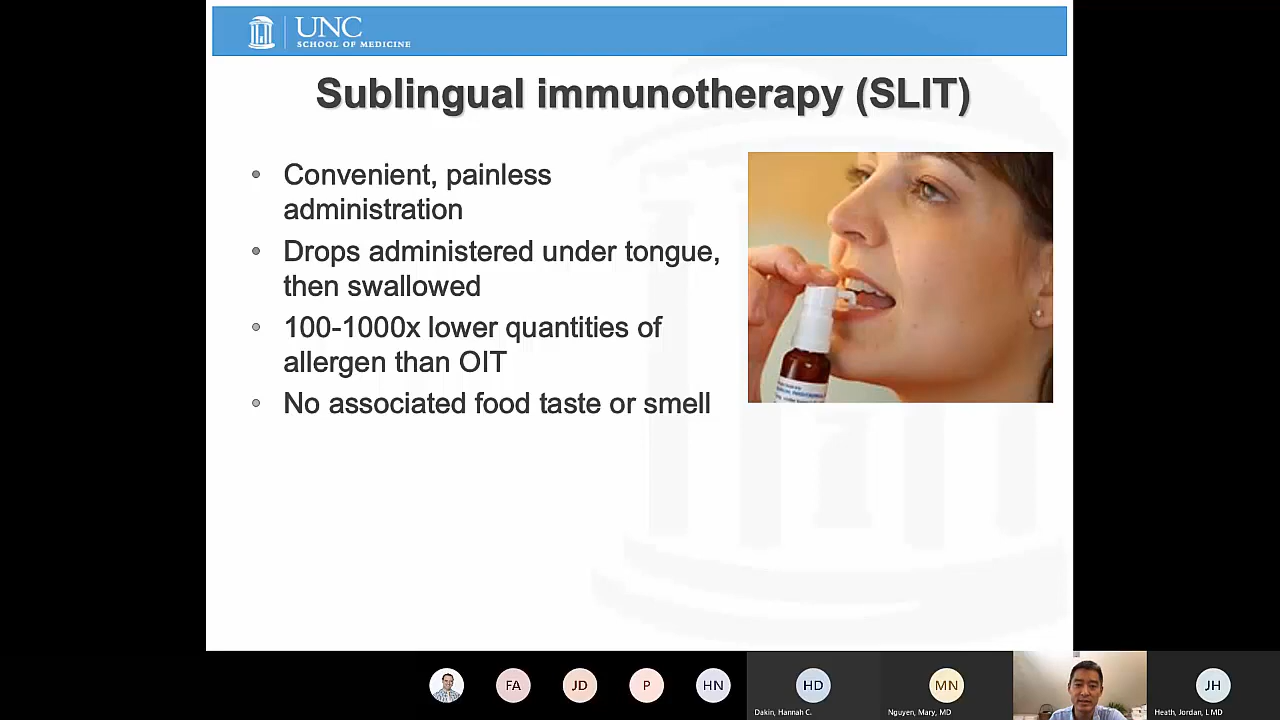 UNC
SCHOOL OF MEDICINE
Sublingual immunotherapy (SLIT)
• Convenient, painless
administration
• Drops administered under tongue,
then swallowed
• 100-1000x lower quantities of
allergen than OIT
• No associated food taste or smell
FA
JD
P
HN
HD
MN
JH
Dakin, Hannah C.
Nguyen, Mary, MD
Heath, Jordan, L MD